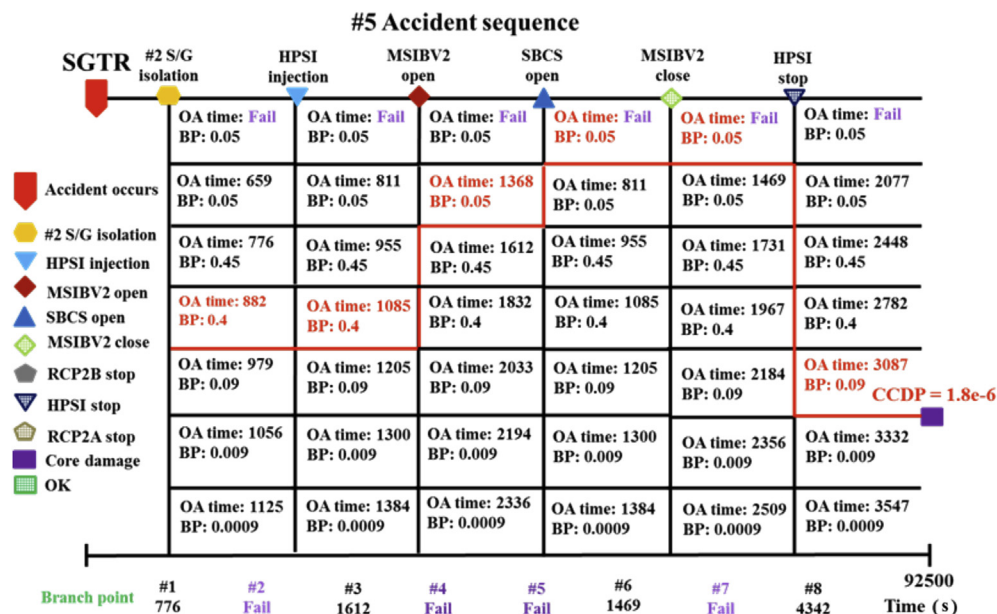 #5 Accident sequence
SGTR
#2 S/G
isolation
HPSI
injection
MSIBV2
open
SBCS
open
MSIBV2
close
HPSI
stop
OA time: Fail
BP: 0.05
OA time: Fail
BP: 0.05
OA time: Fail
BP: 0.05
OA time: Fail
BP: 0.05
OA time: Fail
BP: 0.05
OA time: Fail
BP: 0.05
OA time: 659
BP: 0.05
OA time: 811
BP: 0.05
OA time: 1368
BP: 0.05
OA time: 811
BP: 0.05
OA time: 1469
BP: 0.05
OA time: 2077
BP: 0.05
OA time: 776
BP: 0.45
OA time: 955
BP: 0.45
OA time: 1612
BP: 0.45
OA time: 955
BP: 0.45
OA time: 1731
BP: 0.45
OA time: 2448
BP: 0.45
OA time: 882
BP: 0.4
OA time: 1085
BP: 0.4
OA time: 1832
BP: 0.4
OA time: 1085
BP: 0.4
OA time: 1967
BP: 0.4
OA time: 2782
BP: 0.4
OA time: 979
BP: 0.09
OA time: 1205
BP: 0.09
OA time: 2033
BP: 0.09
OA time: 1205
BP: 0.09
OA time: 2184
BP: 0.09
OA time: 3087
BP: 0.09
CCDP = 1.8e-6
OA time: 1056
BP: 0.009
OA time: 1300
BP: 0.009
OA time: 2194
BP: 0.009
OA time: 1300
BP: 0.009
OA time: 2356
BP: 0.009
OA time: 3332
BP: 0.009
OA time: 1125
BP: 0.0009
OA time: 1384
BP: 0.0009
OA time: 2336
BP: 0.0009
OA time: 1384
BP: 0.0009
OA time: 2509
BP: 0.0009
OA time: 3547
BP: 0.0009
Accident occurs
#2 S/G isolation
HPSI injection
MSIBV2 open
SBCS open
MSIBV2 close
RCP2B stop
HPSI stop
RCP2A stop
Core damage
OK
Branch point
#1
776
#2
Fail
#3
1612
#4
Fail
#5
Fail
#6
1469
#7
Fail
#8
4342
92500
Time (s)